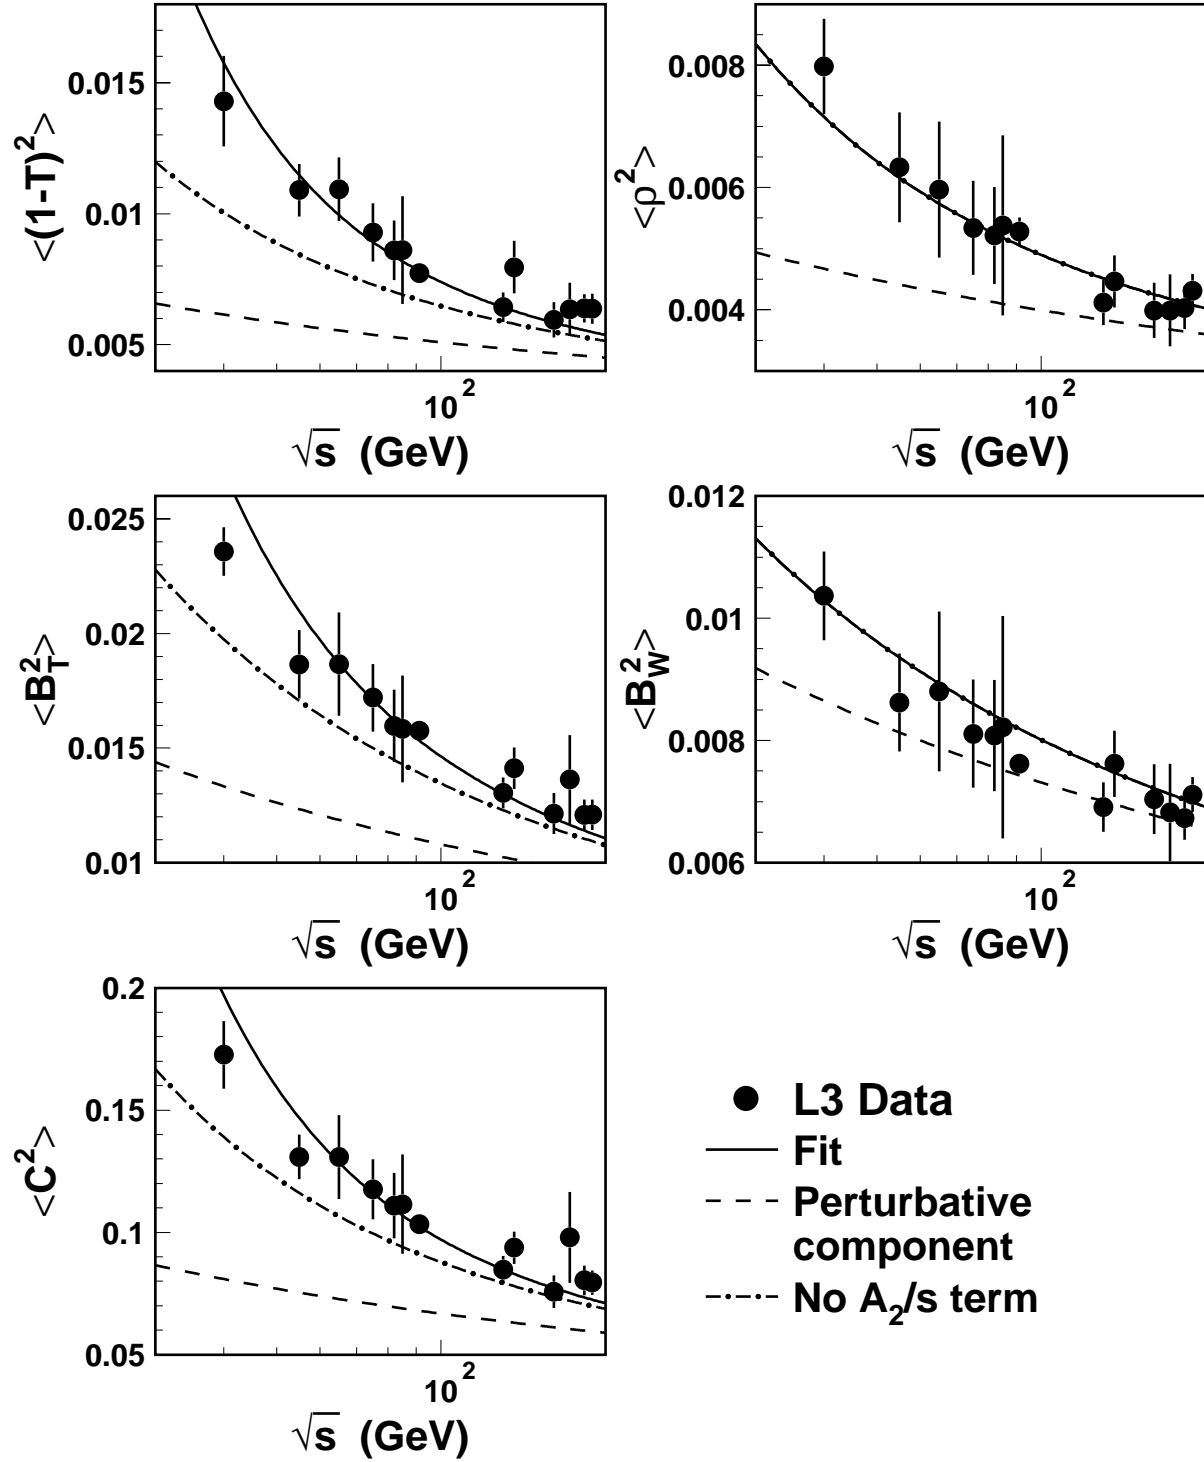 <(1-T)²>
0.015
0.01
0.005
10²
√s (GeV)
<ρ²>
0.008
0.006
0.004
10²
√s (GeV)
<B_T²>
0.025
0.02
0.015
0.01
10²
√s (GeV)
<B_W²>
0.012
0.01
0.008
0.006
10²
√s (GeV)
<C²>
0.2
0.15
0.1
0.05
10²
√s (GeV)
L3 Data
Fit
Perturbative
component
No A₂/s term